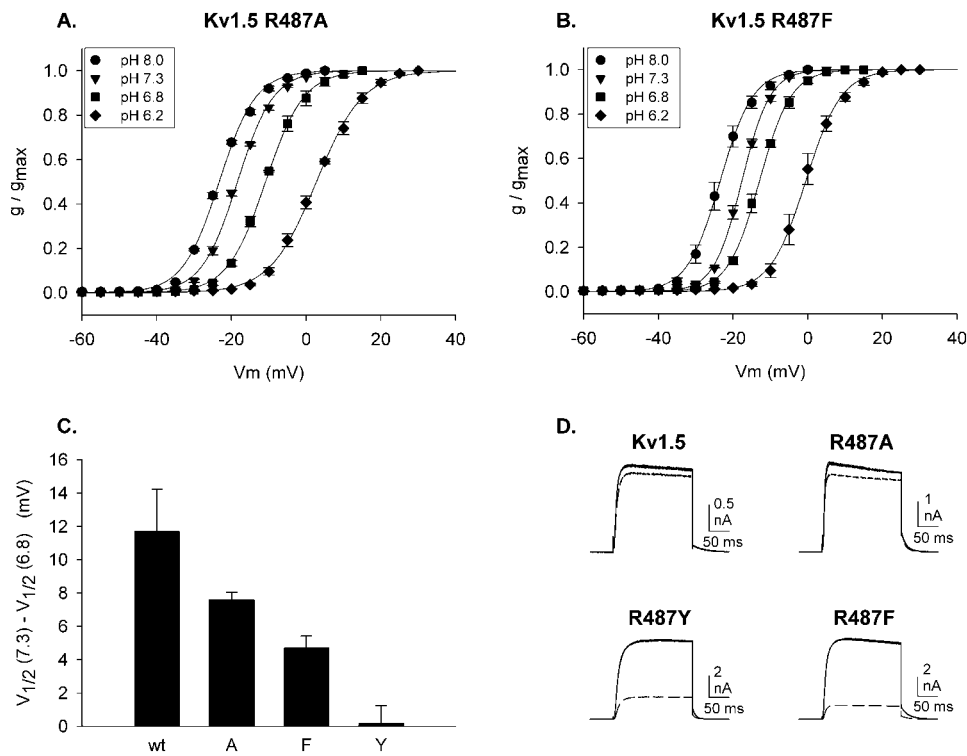 A.
Kv1.5 R487A
pH 8.0
pH 7.3
pH 6.8
pH 6.2
g / gmax
1.0
0.8
0.6
0.4
0.2
0.0
-60 -40 -20 0 20 40
Vm (mV)
B.
Kv1.5 R487F
pH 8.0
pH 7.3
pH 6.8
pH 6.2
g / gmax
1.0
0.8
0.6
0.4
0.2
0.0
-60 -40 -20 0 20 40
Vm (mV)
C.
V1/2 (7.3) - V1/2 (6.8) (mV)
16
14
12
10
8
6
4
2
0
wt A F Y
D.
Kv1.5
0.5
nA
50 ms
R487A
1
nA
50 ms
R487Y
2
nA
50 ms
R487F
2
nA
50 ms